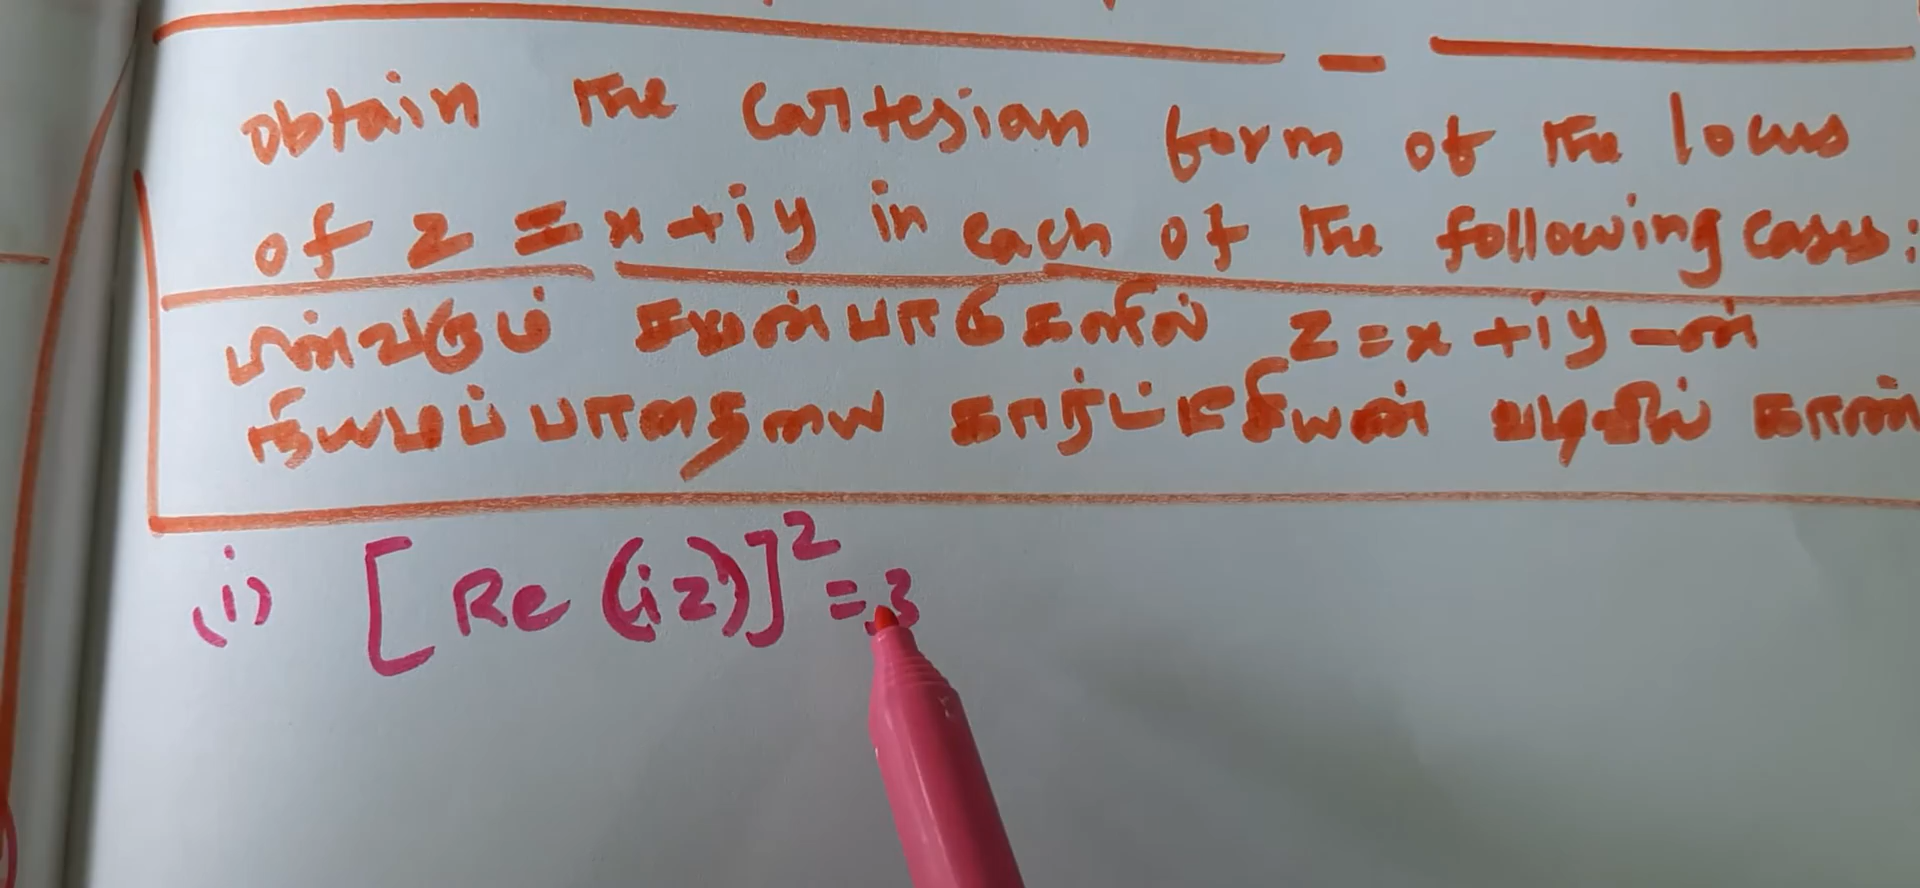 obtain the cartesian form of the locus
of z = x + iy in each of the following cases:
பின்வரும் சமன்பாடுகளில் z = x + iy -ன்
நியமப்பாதையை கார்ட்டீசியன் வடிவில் காண்
(i) [Re (iz)]² = 3